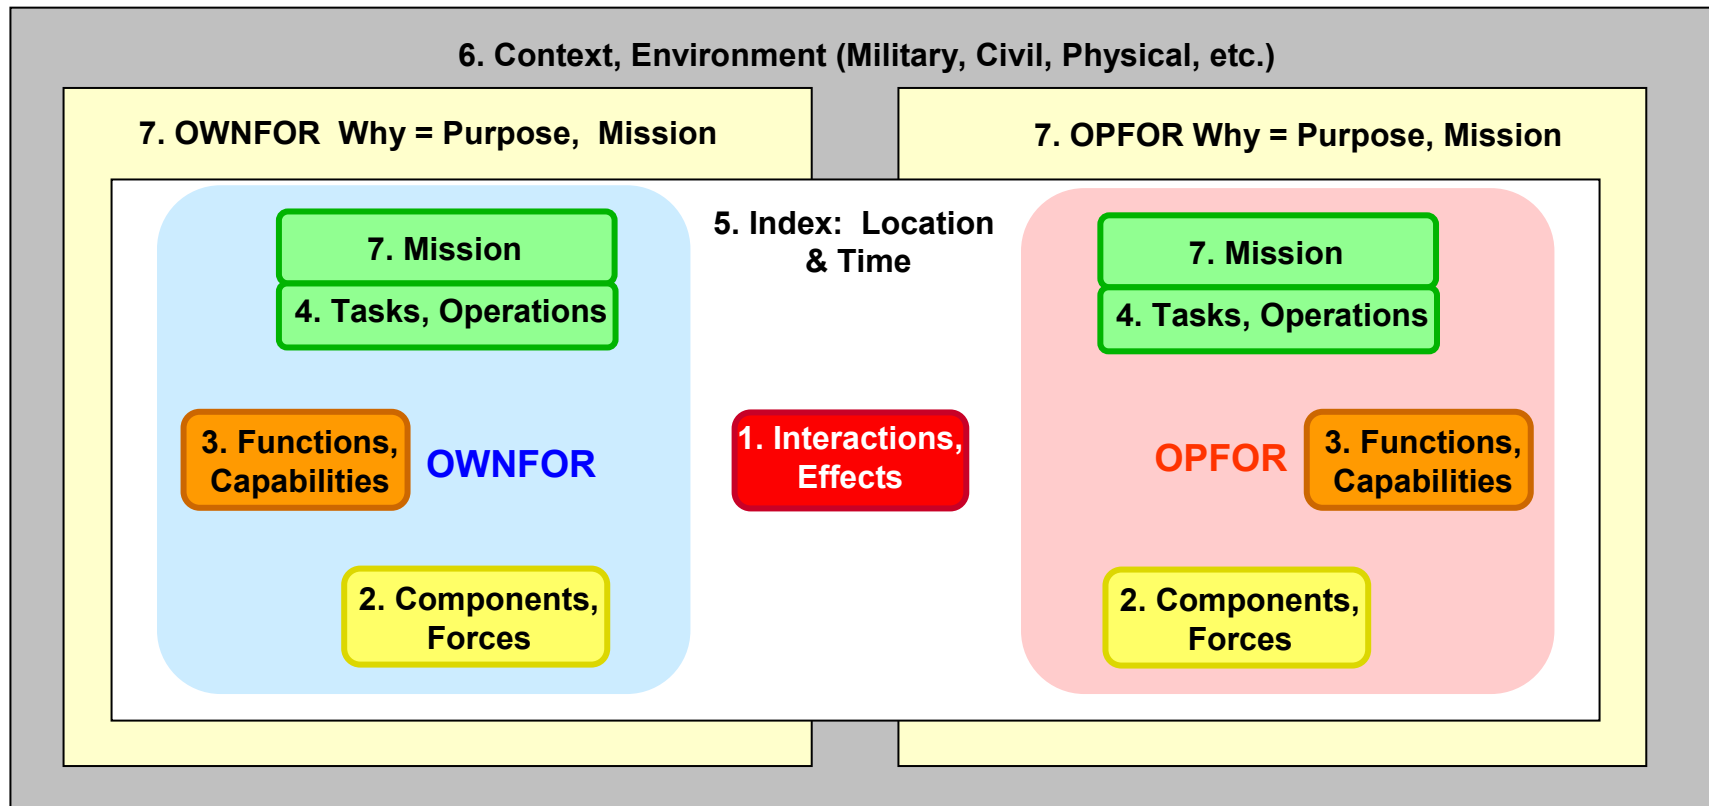 6. Context, Environment (Military, Civil, Physical, etc.)
7. OWNFOR  Why = Purpose,  Mission
7. OPFOR Why = Purpose, Mission
7. Mission
4. Tasks, Operations
5. Index:  Location
& Time
7. Mission
4. Tasks, Operations
3. Functions,
Capabilities
OWNFOR
1. Interactions,
Effects
OPFOR
3. Functions,
Capabilities
2. Components,
Forces
2. Components,
Forces